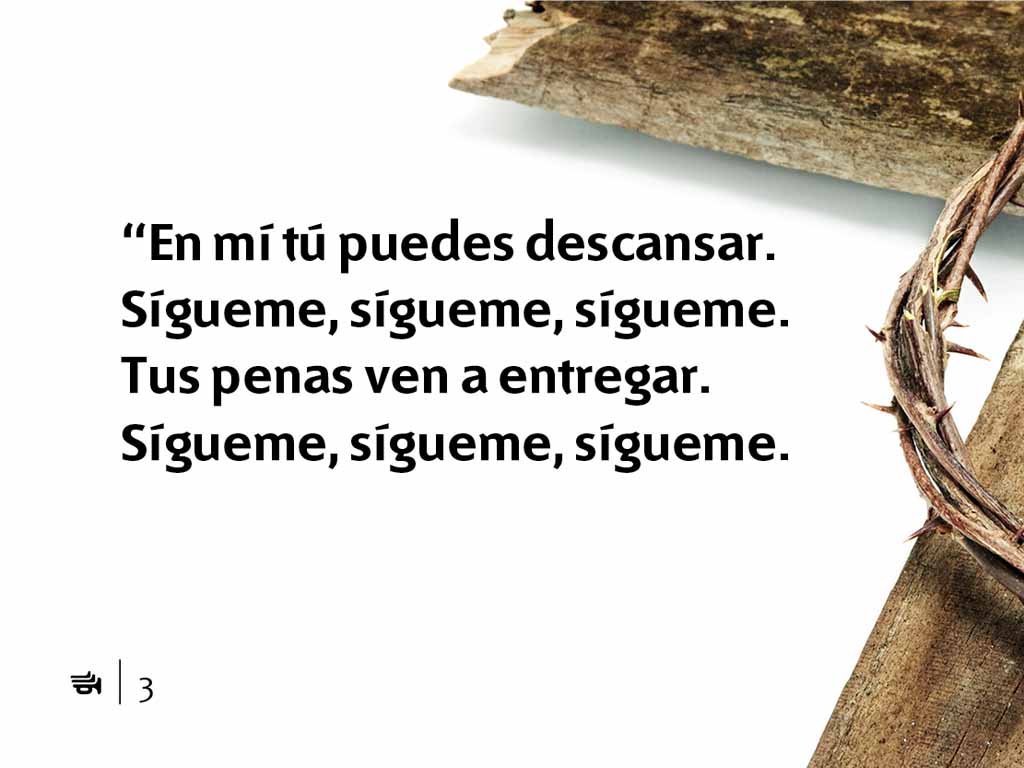 “En mí tú puedes descansar.
Sígueme, sígueme, sígueme.
Tus penas ven a entregar.
Sígueme, sígueme, sígueme.
3